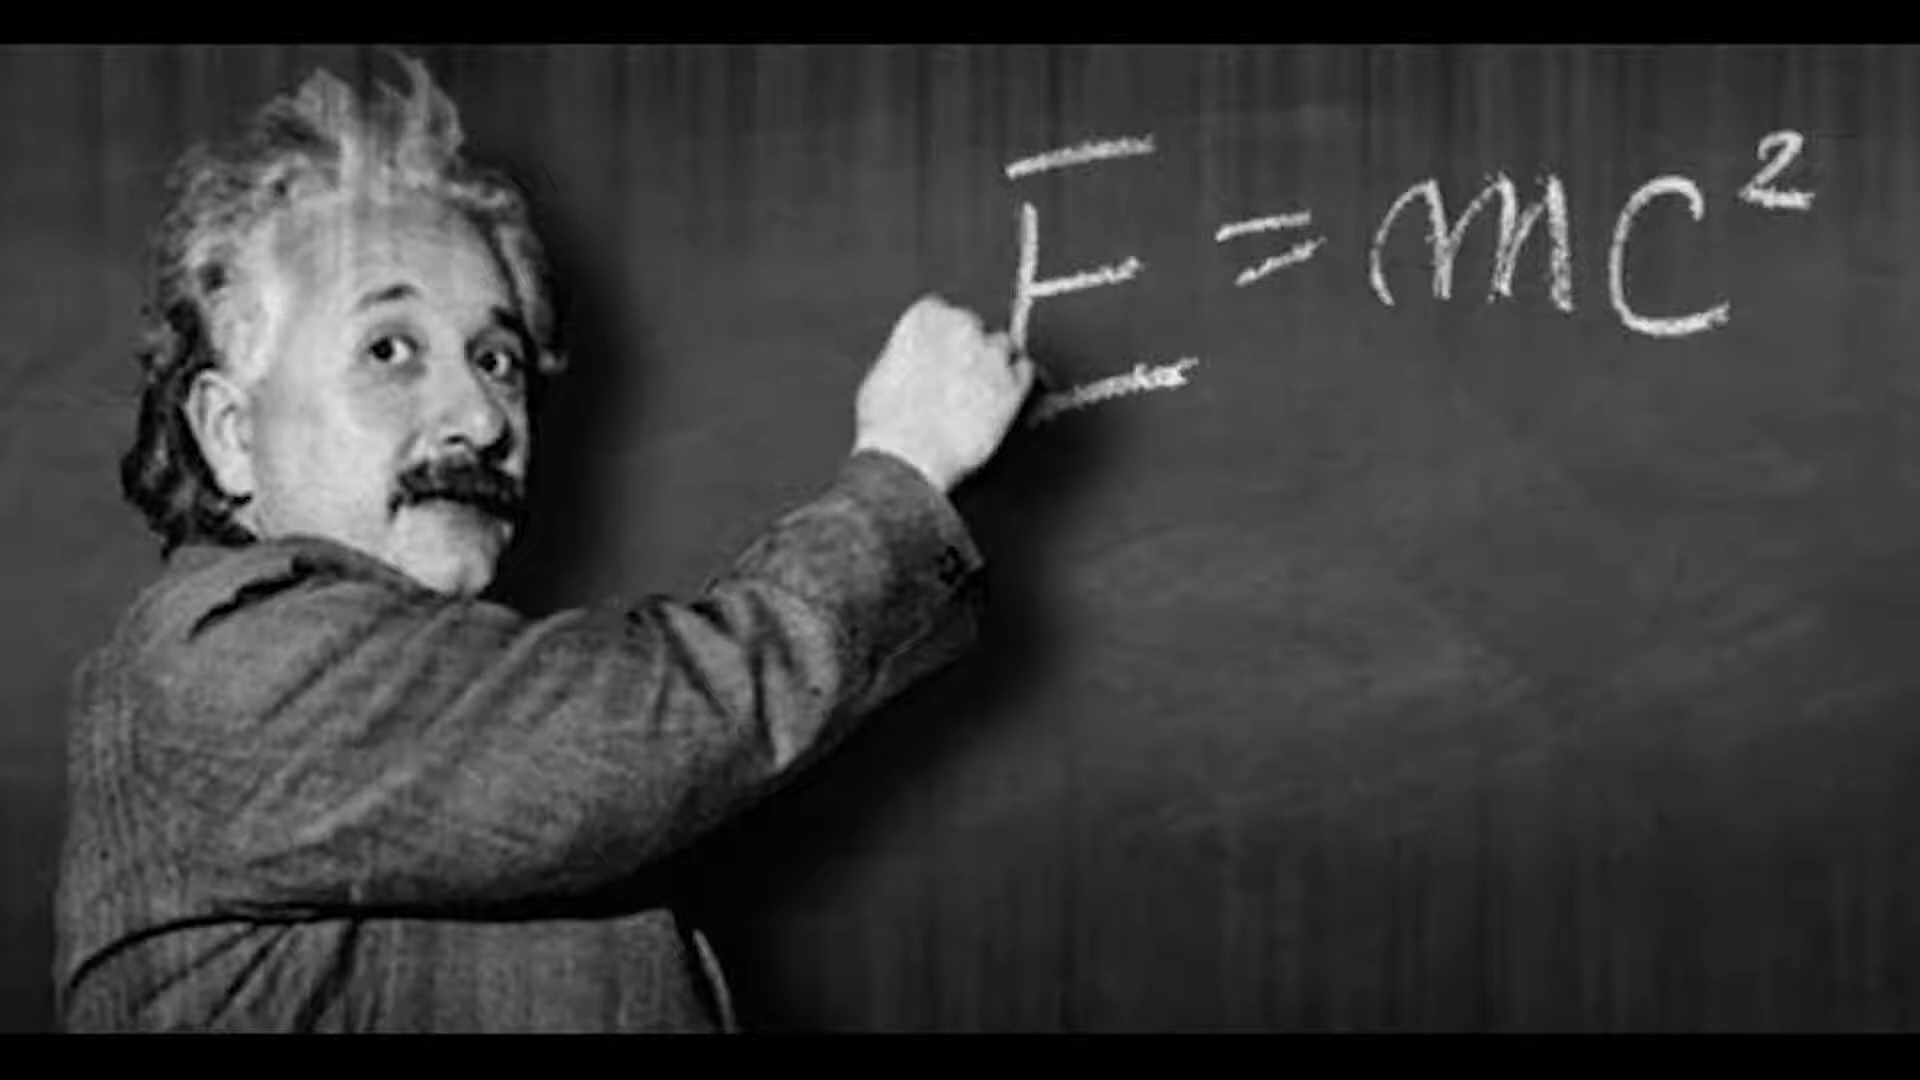 E = mc²